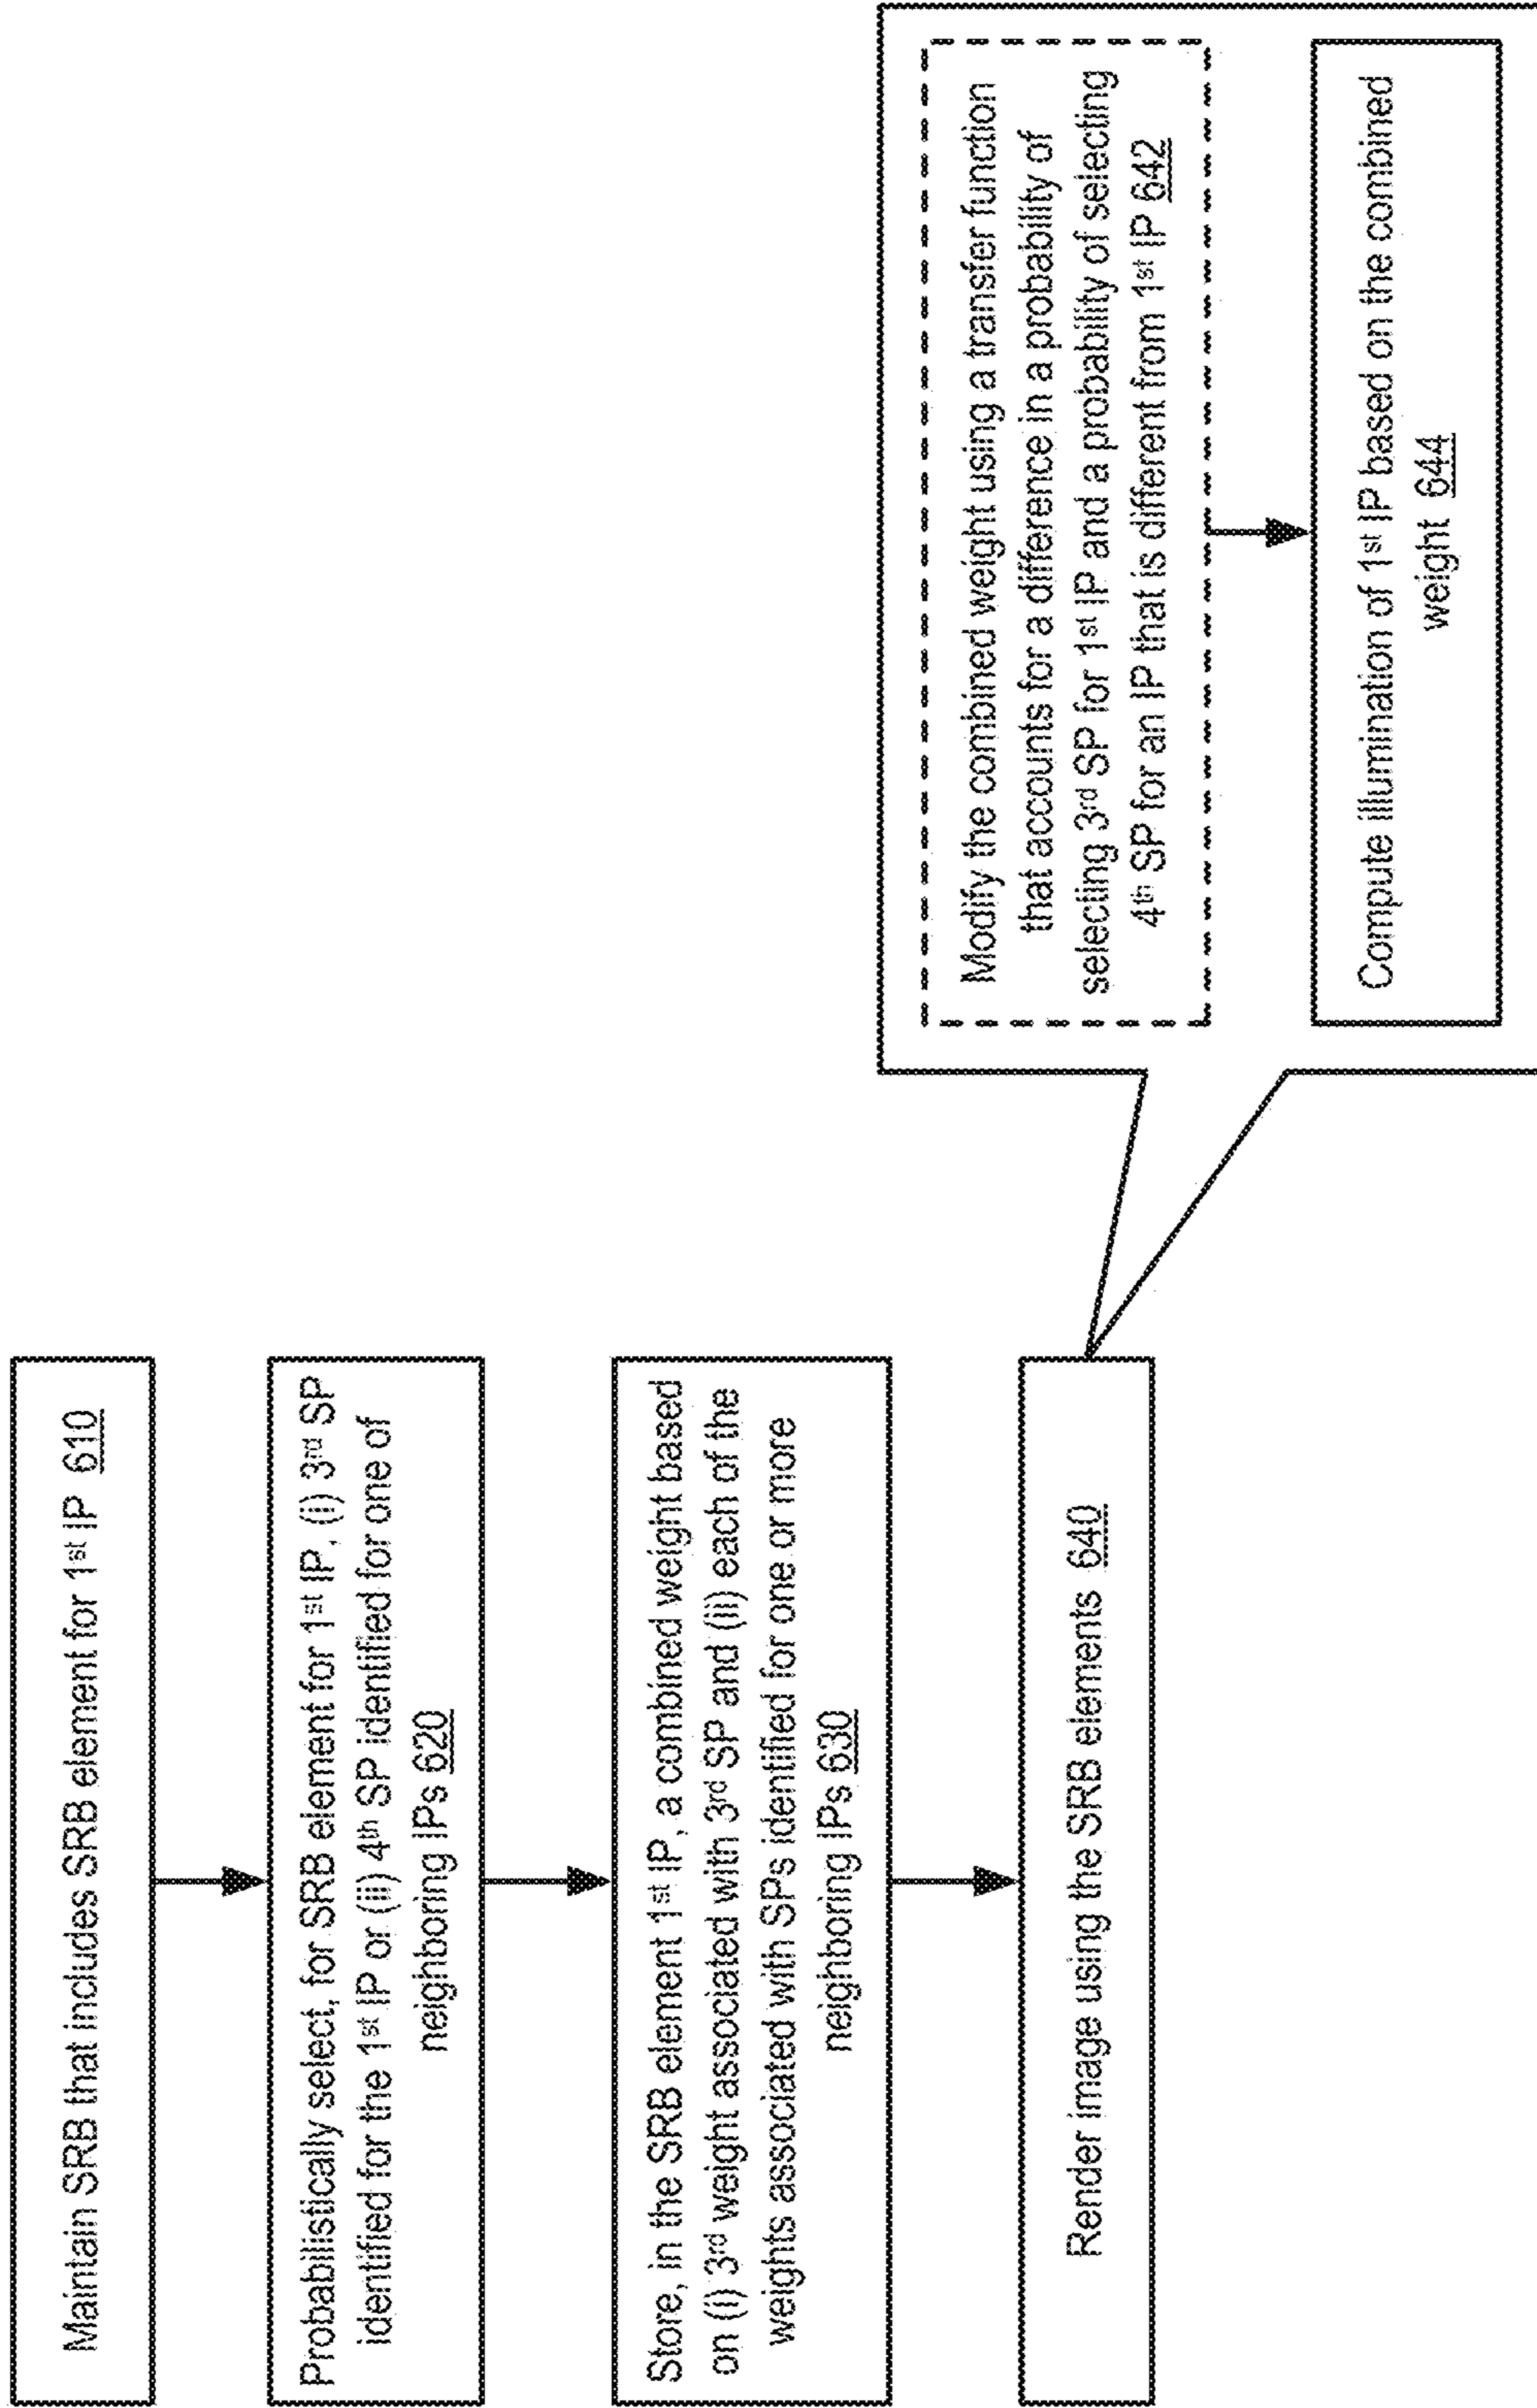 Maintain SRB that includes SRB element for 1st IP 610
Probabilistically select, for SRB element for 1st IP, (i) 3rd SP
identified for the 1st IP or (ii) 4th SP identified for one of
neighboring IPs 620
Store, in the SRB element 1st IP, a combined weight based
on (i) 3rd weight associated with 3rd SP and (ii) each of the
weights associated with SPs identified for one or more
neighboring IPs 630
Render image using the SRB elements 640
Modify the combined weight using a transfer function
that accounts for a difference in a probability of
selecting 3rd SP for 1st IP and a probability of selecting
4th SP for an IP that is different from 1st IP 642
Compute illumination of 1st IP based on the combined
weight 644